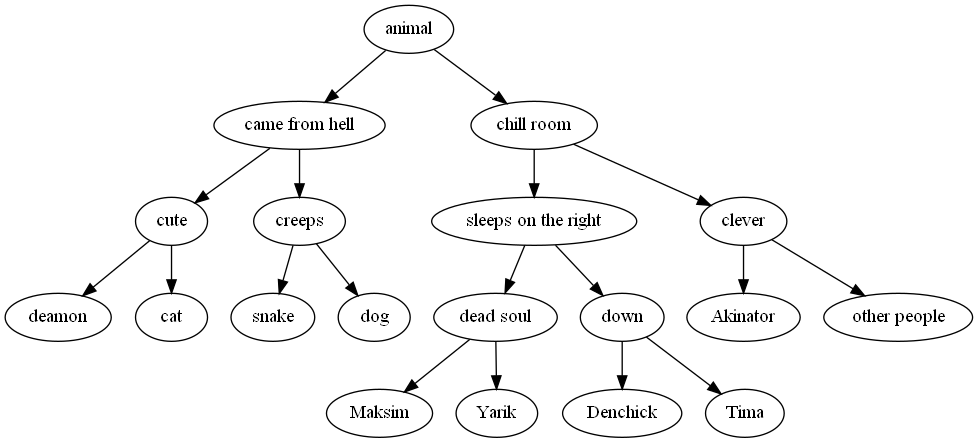 animal
came from hell
chill room
cute
creeps
sleeps on the right
clever
deamon
cat
snake
dog
dead soul
down
Akinator
other people
Maksim
Yarik
Denchick
Tima